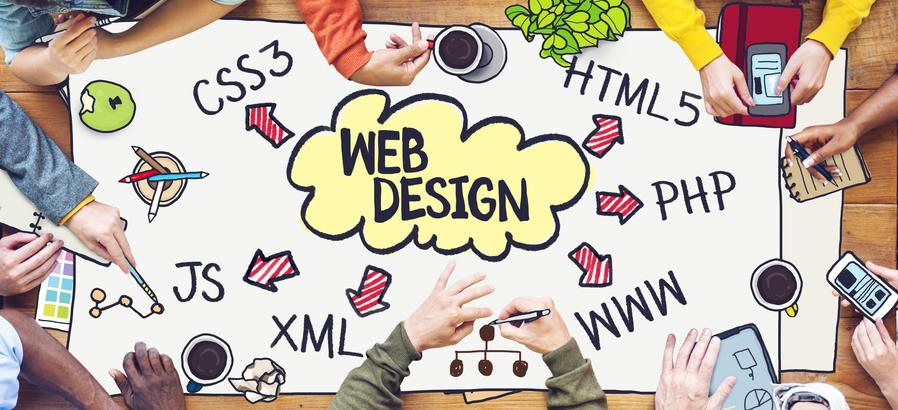 CSS3
HTML5
WEB
DESIGN
PHP
JS
WWW
XML